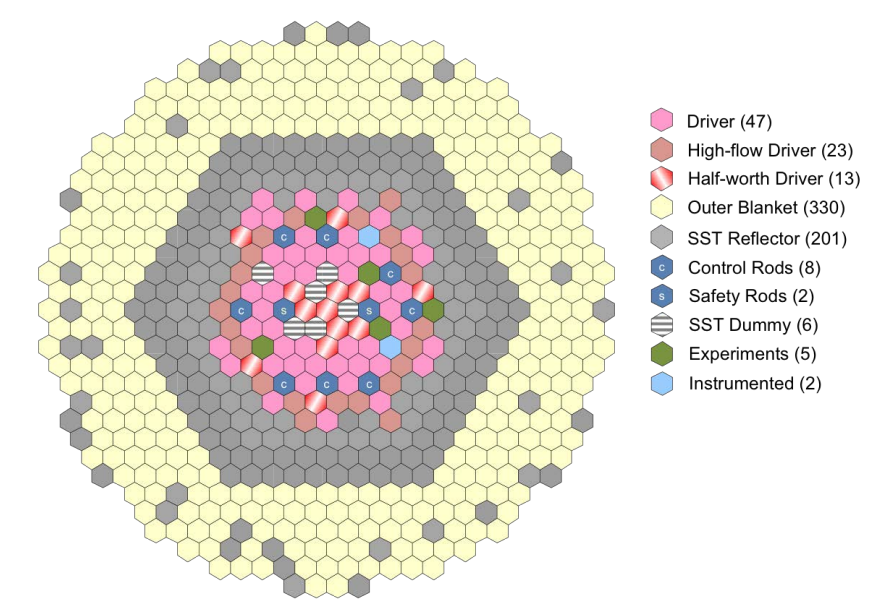 Driver (47)
High-flow Driver (23)
Half-worth Driver (13)
Outer Blanket (330)
SST Reflector (201)
C Control Rods (8)
S Safety Rods (2)
SST Dummy (6)
Experiments (5)
Instrumented (2)
C C
C
C S S C
C C C